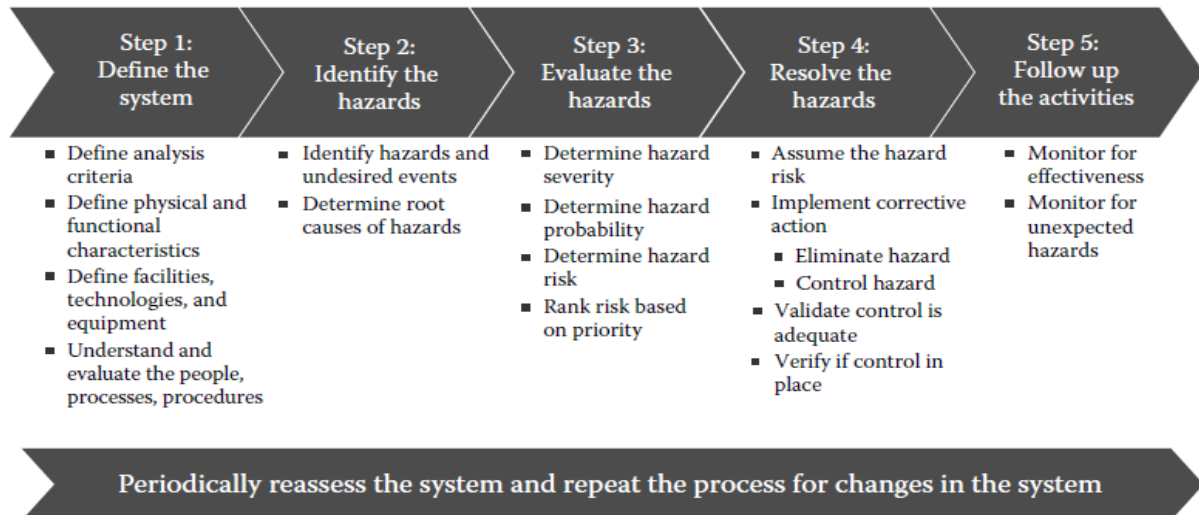 Step 1:
Define the
system
Step 2:
Identify the
hazards
Step 3:
Evaluate the
hazards
Step 4:
Resolve the
hazards
Step 5:
Follow up
the activities
▪ Define analysis
criteria
▪ Define physical and
functional
characteristics
▪ Define facilities,
technologies, and
equipment
▪ Understand and
evaluate the people,
processes, procedures
▪ Identify hazards and
undesired events
▪ Determine root
causes of hazards
▪ Determine hazard
severity
▪ Determine hazard
probability
▪ Determine hazard
risk
▪ Rank risk based
on priority
▪ Assume the hazard
risk
▪ Implement corrective
action
▪ Eliminate hazard
▪ Control hazard
▪ Validate control is
adequate
▪ Verify if control in
place
▪ Monitor for
effectiveness
▪ Monitor for
unexpected
hazards
Periodically reassess the system and repeat the process for changes in the system